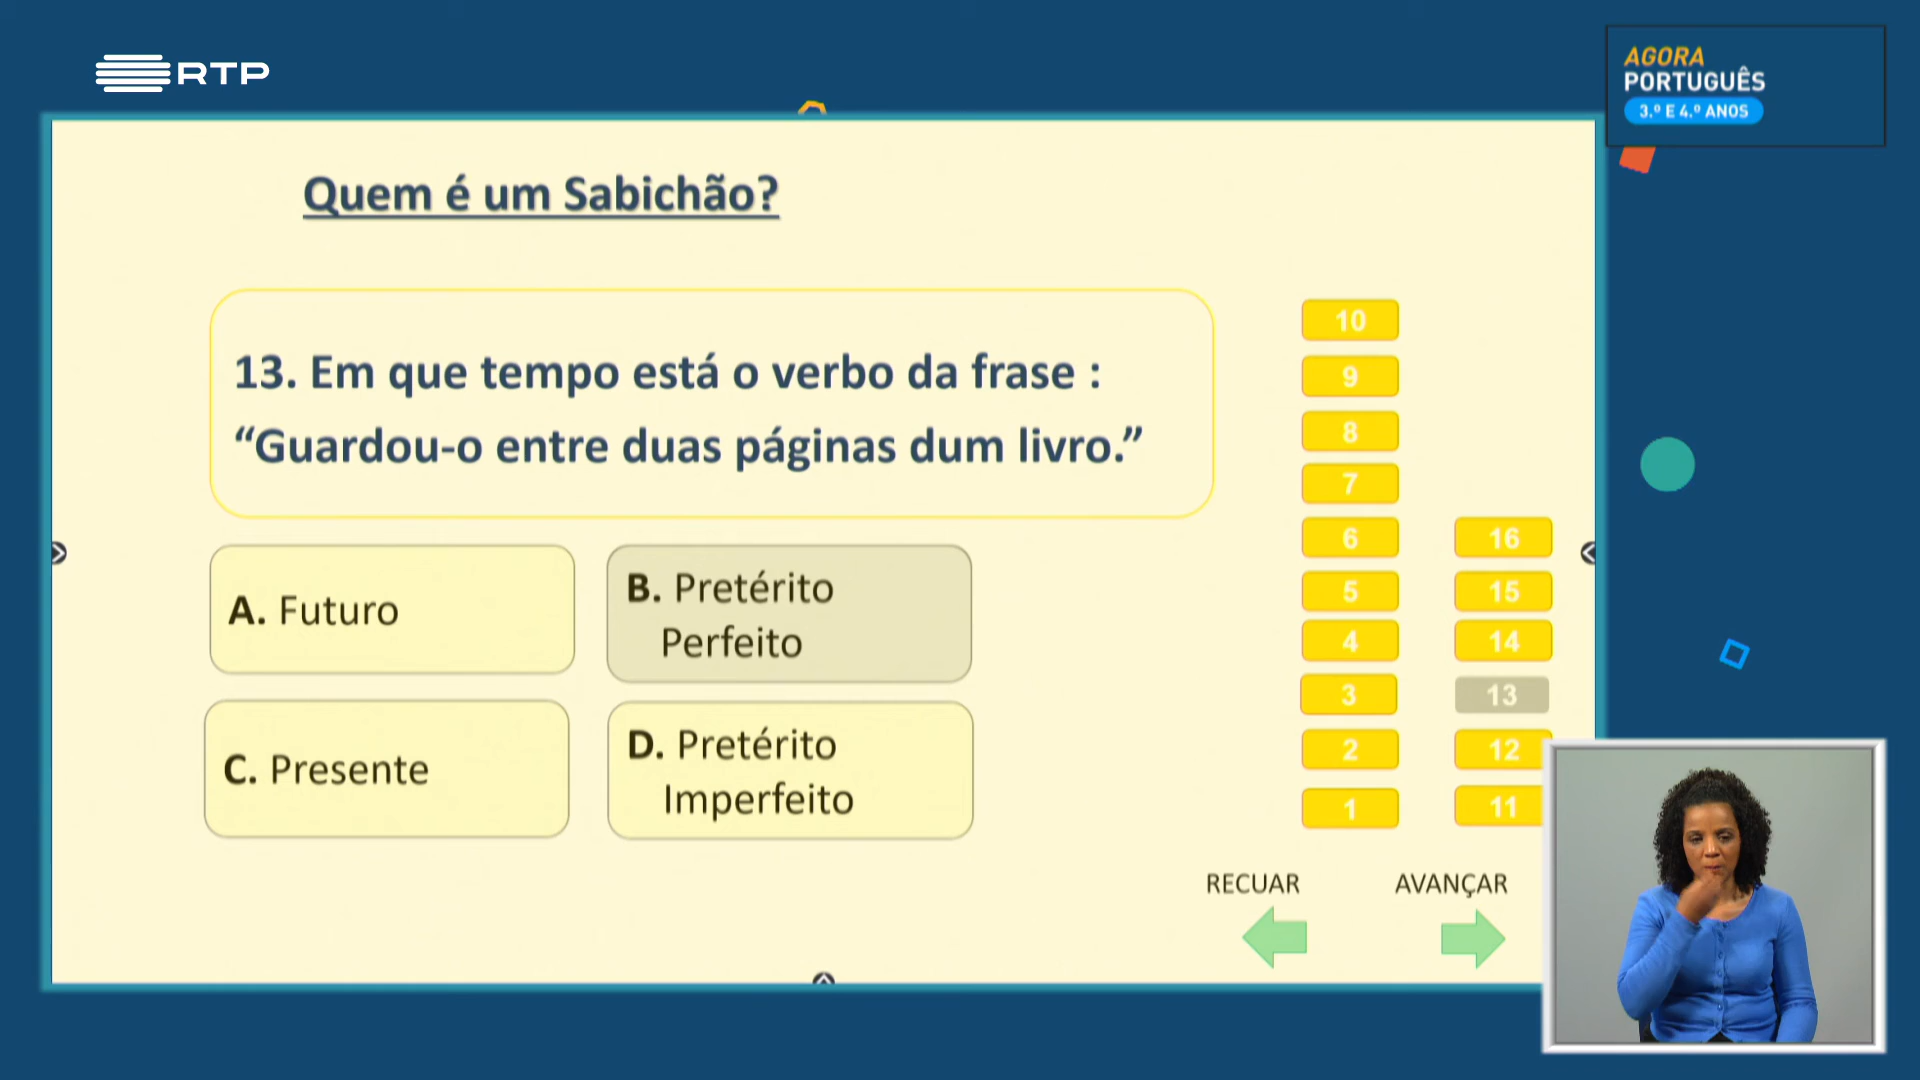 RTP
AGORA
PORTUGUÊS
3.º E 4.º ANOS
Quem é um Sabichão?
13. Em que tempo está o verbo da frase :
“Guardou-o entre duas páginas dum livro.”
A. Futuro
B. Pretérito
Perfeito
C. Presente
D. Pretérito
Imperfeito
10
9
8
7
6
5
4
3
2
1
16
15
14
13
12
11
RECUAR
AVANÇAR